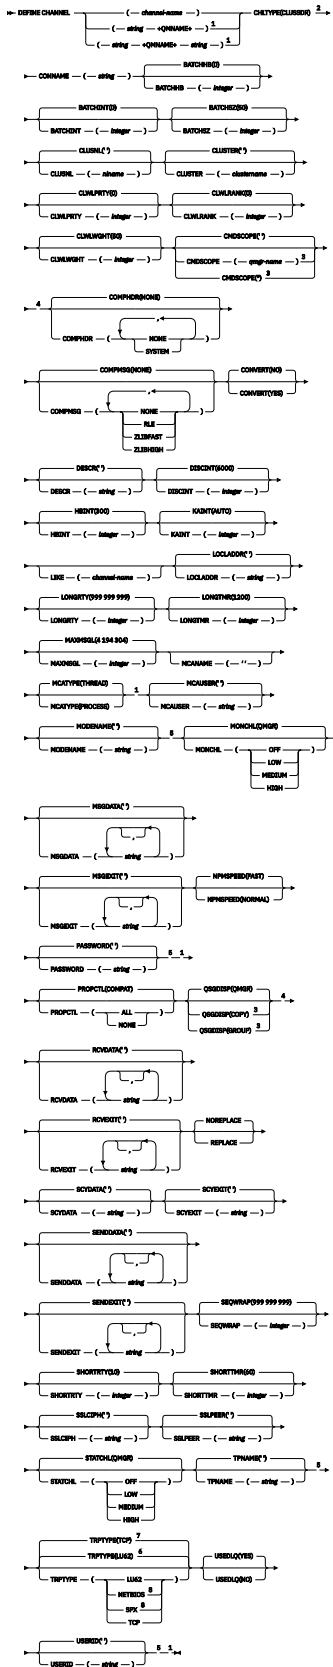 DEFINE CHANNEL ( channel-name ) CHLTYPE(CLUSSDR) 2
( string +QMNAME+ ) 1
( string +QMNAME+ string ) 1
BATCHHB(0)
CONNAME ( string ) BATCHHB ( integer )
BATCHINT(0) BATCHSZ(50)
BATCHINT ( integer ) BATCHSZ ( integer )
CLUSNL(' ') CLUSTER(' ')
CLUSNL ( nlname ) CLUSTER ( clustername )
CLWLPRTY(0) CLWLRANK(0)
CLWLPRTY ( integer ) CLWLRANK ( integer )
CLWLWGHT(50) CMDSCOPE(' ')
CLWLWGHT ( integer ) CMDSCOPE ( qmgr-name ) 3
CMDSCOPE(*) 3
4 COMPHDR(NONE)
,
COMPHDR ( NONE )
SYSTEM
COMPMSG(NONE) CONVERT(NO)
, CONVERT(YES)
COMPMSG ( NONE )
RLE
ZLIBFAST
ZLIBHIGH
DESCR(' ') DISCINT(6000)
DESCR ( string ) DISCINT ( integer )
HBINT(300) KAINT(AUTO)
HBINT ( integer ) KAINT ( integer )
LOCLADDR(' ')
LIKE ( channel-name ) LOCLADDR ( string )
LONGRTY(999 999 999) LONGTMR(1200)
LONGRTY ( integer ) LONGTMR ( integer )
MAXMSGL(4 194 304)
MAXMSGL ( integer ) MCANAME ( ' ' )
MCATYPE(THREAD) 1 MCAUSER(' ')
MCATYPE(PROCESS) MCAUSER ( string )
MODENAME(' ') 5 MONCHL(QMGR)
MODENAME ( string ) MONCHL ( OFF )
LOW
MEDIUM
HIGH
MSGDATA(' ')
,
MSGDATA ( string )
MSGEXIT(' ') NPMSPEED(FAST)
, NPMSPEED(NORMAL)
MSGEXIT ( string )
PASSWORD(' ') 5 1
PASSWORD ( string )
PROPCTL(COMPAT) QSGDISP(QMGR) 4
PROPCTL ( ALL ) QSGDISP(COPY) 3
NONE QSGDISP(GROUP) 3
RCVDATA(' ')
,
RCVDATA ( string )
RCVEXIT(' ') NOREPLACE
, REPLACE
RCVEXIT ( string )
SCYDATA(' ') SCYEXIT(' ')
SCYDATA ( string ) SCYEXIT ( string )
SENDDATA(' ')
,
SENDDATA ( string )
SENDEXIT(' ') SEQWRAP(999 999 999)
, SEQWRAP ( integer )
SENDEXIT ( string )
SHORTRTY(10) SHORTTMR(60)
SHORTRTY ( integer ) SHORTTMR ( integer )
SSLCIPH(' ') SSLPEER(' ')
SSLCIPH ( string ) SSLPEER ( string )
STATCHL(QMGR) TPNAME(' ') 5
STATCHL ( OFF ) TPNAME ( string )
LOW
MEDIUM
HIGH
TRPTYPE(TCP) 7
TRPTYPE(LU62) 6 USEDLQ(YES)
TRPTYPE ( LU62 ) USEDLQ(NO)
NETBIOS 8
SPX 8
TCP
USERID(' ') 5 1
USERID ( string )